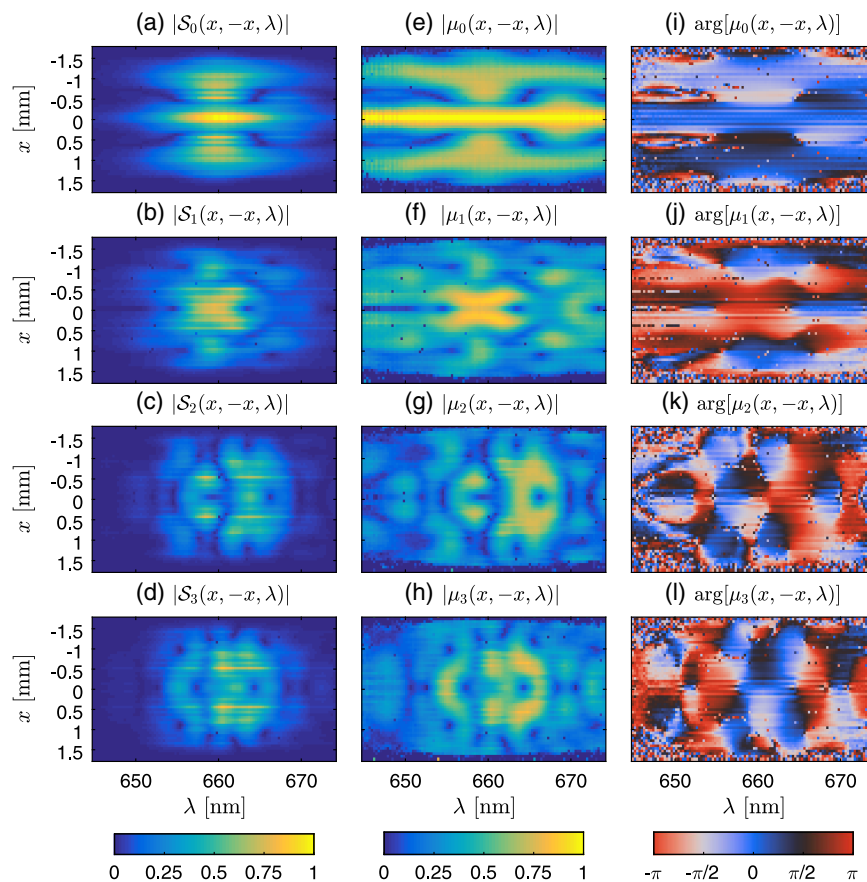 (a) |S₀(x, −x, λ)|
(e) |μ₀(x, −x, λ)|
(i) arg[μ₀(x, −x, λ)]
x [mm]
-1.5
-1
-0.5
0
0.5
1
1.5
(b) |S₁(x, −x, λ)|
(f) |μ₁(x, −x, λ)|
(j) arg[μ₁(x, −x, λ)]
x [mm]
-1.5
-1
-0.5
0
0.5
1
1.5
(c) |S₂(x, −x, λ)|
(g) |μ₂(x, −x, λ)|
(k) arg[μ₂(x, −x, λ)]
x [mm]
-1.5
-1
-0.5
0
0.5
1
1.5
(d) |S₃(x, −x, λ)|
(h) |μ₃(x, −x, λ)|
(l) arg[μ₃(x, −x, λ)]
x [mm]
-1.5
-1
-0.5
0
0.5
1
1.5
650 660 670
650 660 670
650 660 670
λ [nm]
λ [nm]
λ [nm]
0 0.25 0.5 0.75 1
0 0.25 0.5 0.75 1
-π -π/2 0 π/2 π